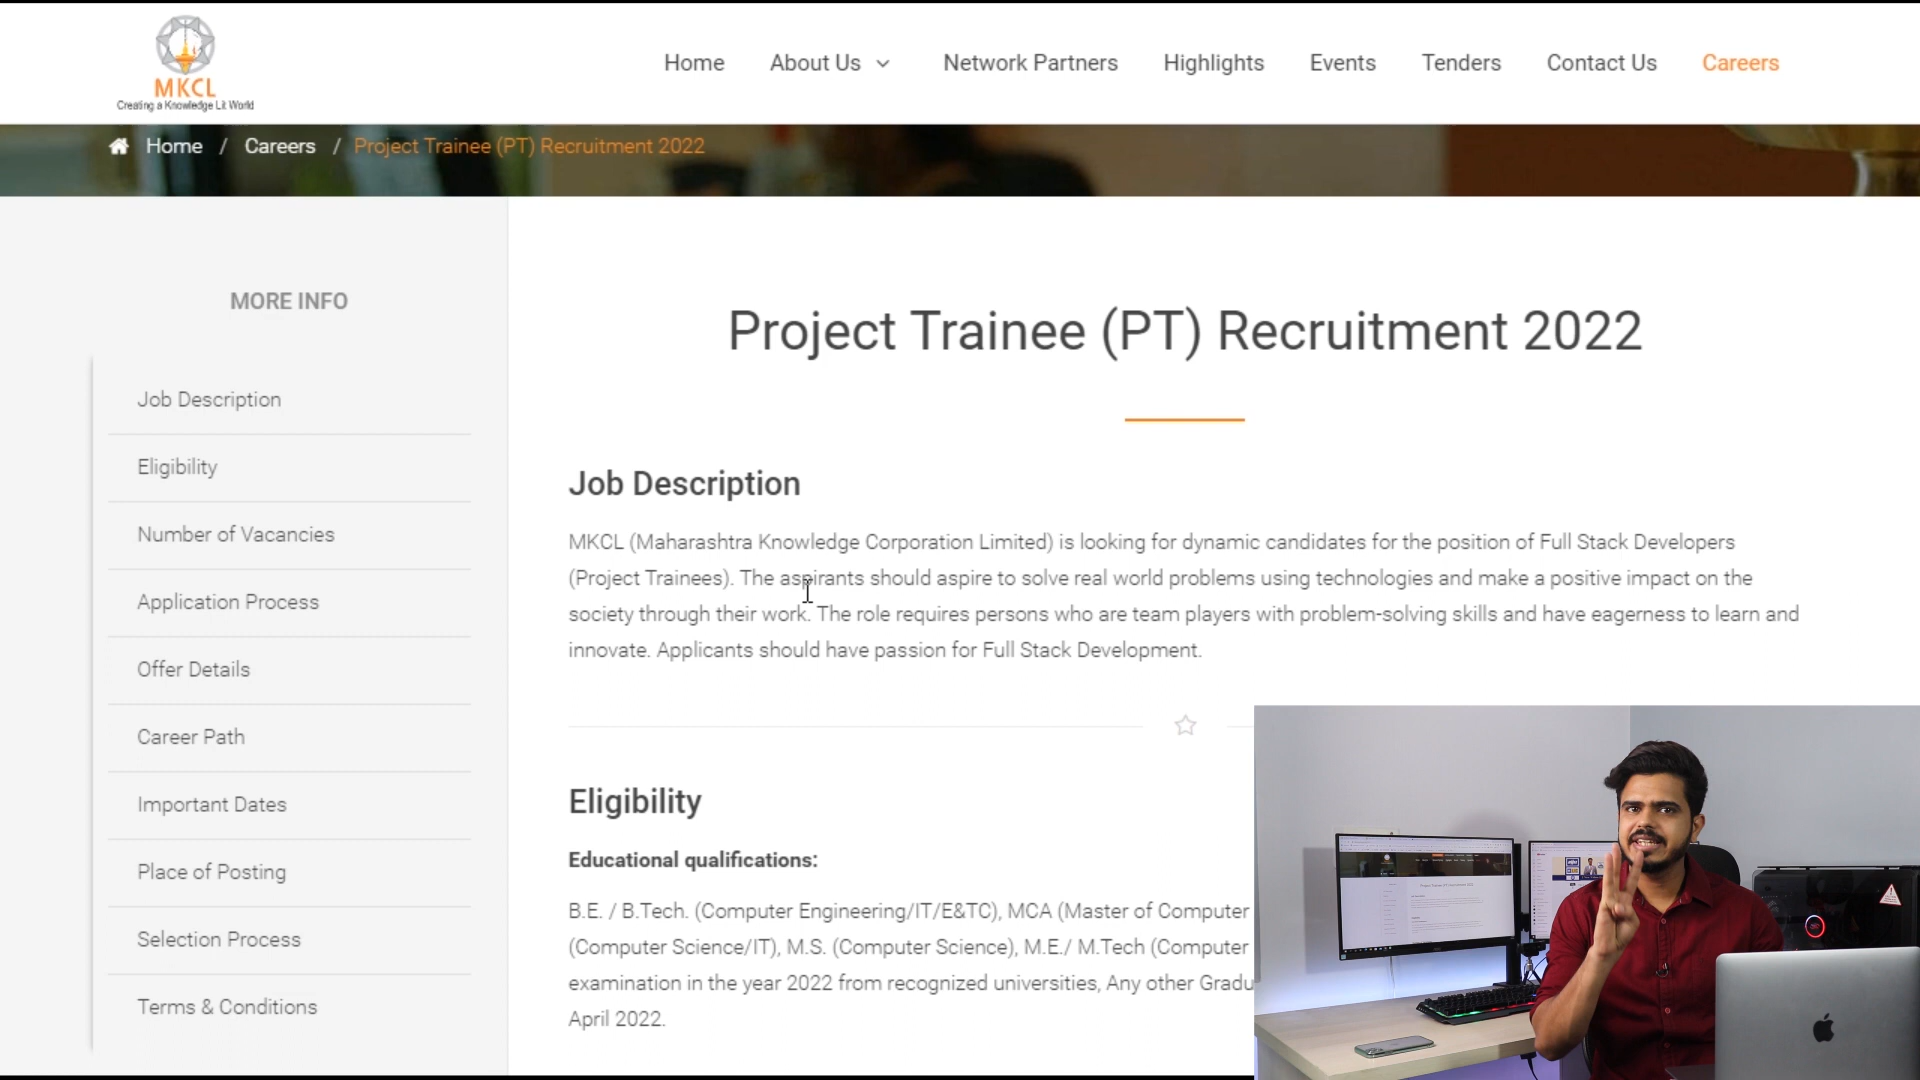 MKCL
Creating a Knowledge Lit World
Home
About Us
Network Partners
Highlights
Events
Tenders
Contact Us
Careers
Home / Careers / Project Trainee (PT) Recruitment 2022
MORE INFO
Job Description
Eligibility
Number of Vacancies
Application Process
Offer Details
Career Path
Important Dates
Place of Posting
Selection Process
Terms & Conditions
Project Trainee (PT) Recruitment 2022
Job Description
MKCL (Maharashtra Knowledge Corporation Limited) is looking for dynamic candidates for the position of Full Stack Developers
(Project Trainees). The aspirants should aspire to solve real world problems using technologies and make a positive impact on the
society through their work. The role requires persons who are team players with problem-solving skills and have eagerness to learn and
innovate. Applicants should have passion for Full Stack Development.
Eligibility
Educational qualifications:
B.E. / B.Tech. (Computer Engineering/IT/E&TC), MCA (Master of Computer
(Computer Science/IT), M.S. (Computer Science), M.E./ M.Tech (Computer
examination in the year 2022 from recognized universities, Any other Gradu
April 2022.